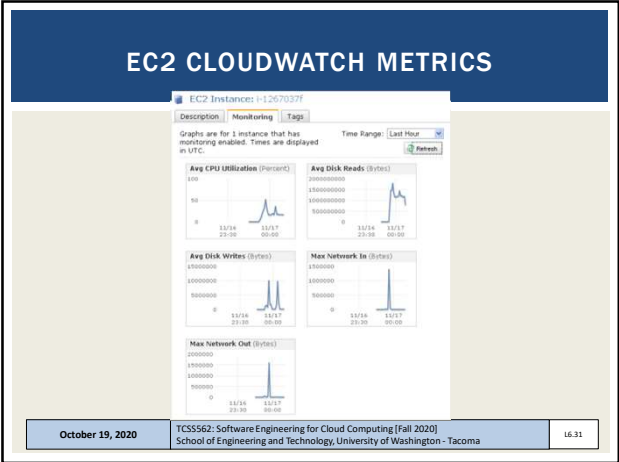 EC2 CLOUDWATCH METRICS
EC2 Instance: i-1267037f
Description Monitoring Tags
Graphs are for 1 instance that has
monitoring enabled. Times are displayed
in UTC.
Time Range: Last Hour
Refresh
Avg CPU Utilization (Percent)
100
50
0
11/16
23:30
11/17
00:00
Avg Disk Reads (Bytes)
2000000000
1500000000
1000000000
500000000
0
11/16
23:30
11/17
00:00
Avg Disk Writes (Bytes)
15000000
10000000
5000000
0
11/16
23:30
11/17
00:00
Max Network In (Bytes)
15000000
10000000
5000000
0
11/16
23:30
11/17
00:00
Max Network Out (Bytes)
2000000
1500000
1000000
500000
0
11/16
23:30
11/17
00:00
October 19, 2020
TCSS562: Software Engineering for Cloud Computing [Fall 2020]
School of Engineering and Technology, University of Washington - Tacoma
L6.31